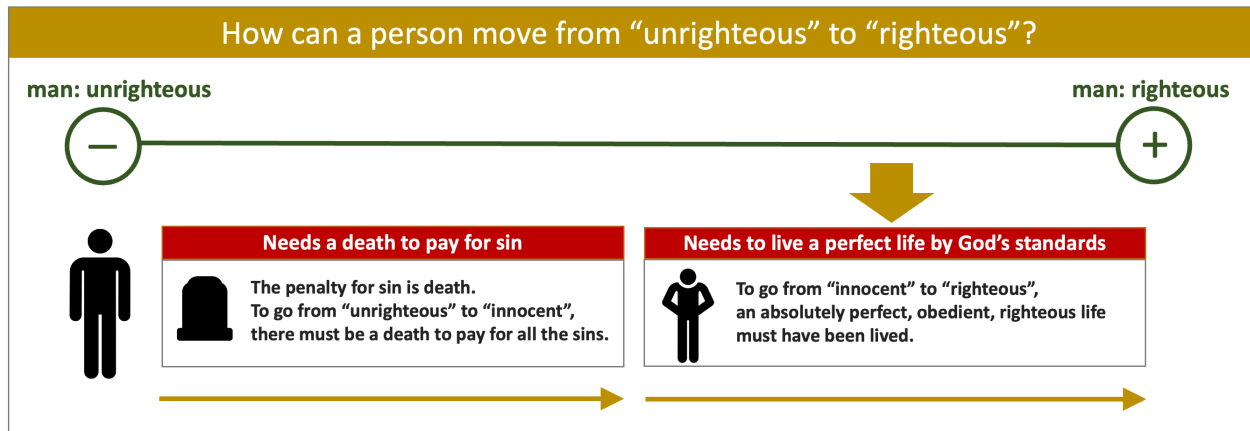 How can a person move from “unrighteous” to “righteous”?
man: unrighteous
man: righteous
Needs a death to pay for sin
The penalty for sin is death.
To go from “unrighteous” to “innocent”,
there must be a death to pay for all the sins.
Needs to live a perfect life by God’s standards
To go from “innocent” to “righteous”,
an absolutely perfect, obedient, righteous life
must have been lived.